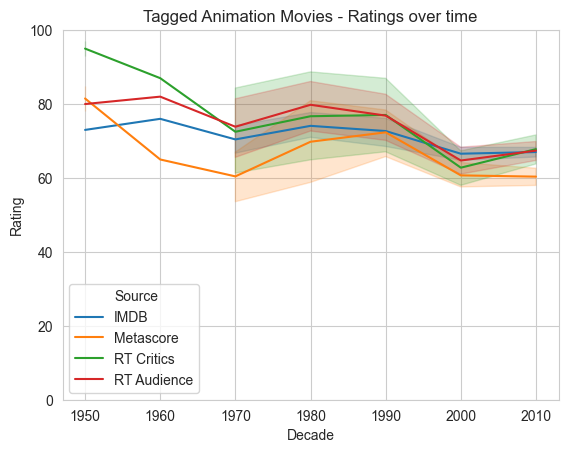 Tagged Animation Movies - Ratings over time
100
80
60
40
20
0
Rating
Source
IMDB
Metascore
RT Critics
RT Audience
1950 1960 1970 1980 1990 2000 2010
Decade